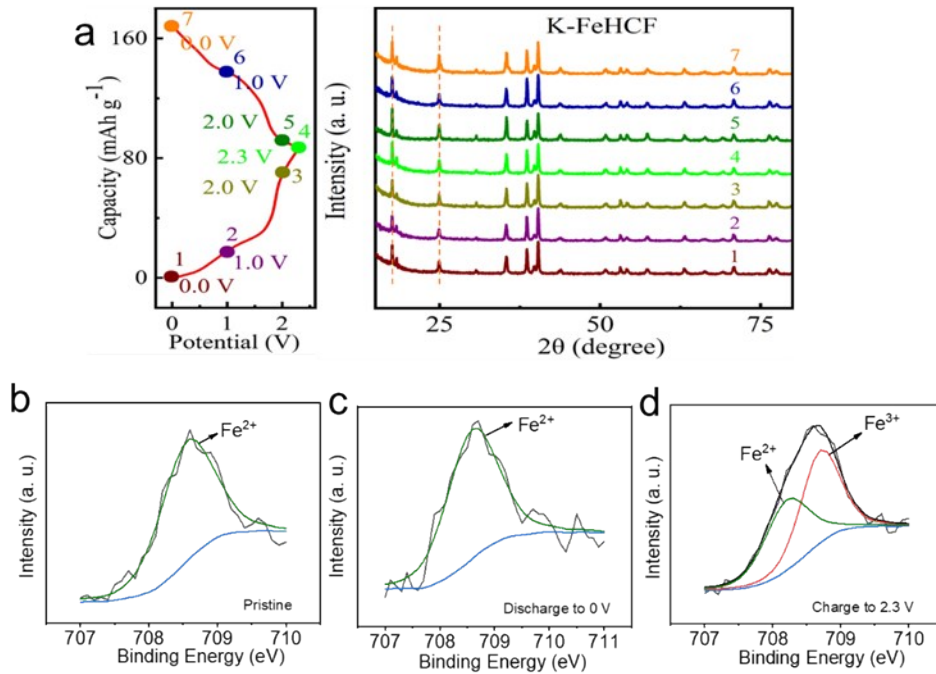 a
160
80
0
Capacity (mAh g⁻¹)
7
0.0 V
6
1.0 V
2.0 V
5
4
2.3 V
2.0 V
3
2
1.0 V
1
0.0 V
0
1
2
Potential (V)
K-FeHCF
Intensity (a. u.)
7
6
5
4
3
2
1
25
50
75
2θ (degree)
b
Intensity (a. u.)
Fe²⁺
Pristine
707
708
709
710
Binding Energy (eV)
c
Intensity (a. u.)
Fe²⁺
Discharge to 0 V
707
708
709
710
711
Binding Energy (eV)
d
Intensity (a. u.)
Fe²⁺
Fe³⁺
Charge to 2.3 V
707
708
709
710
Binding Energy (eV)